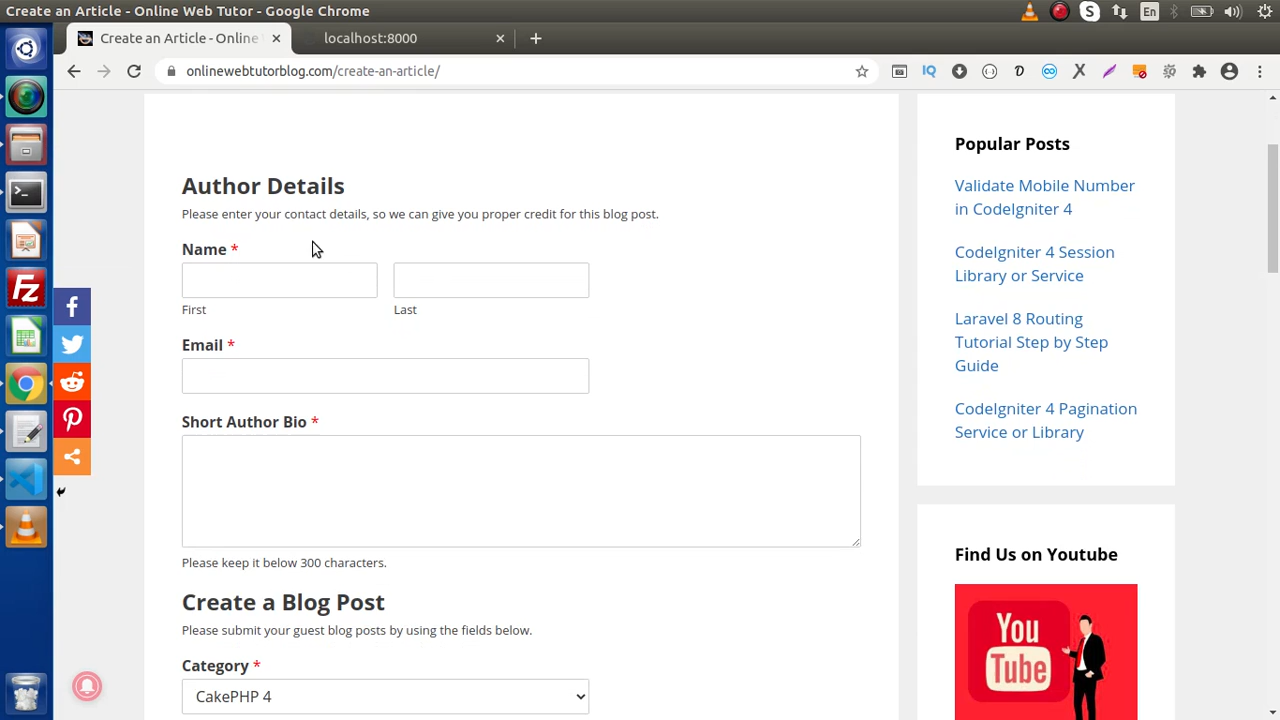 Create an Article - Online Web Tutor - Google Chrome
En
Create an Article - Online
localhost:8000
onlinewebtutorblog.com/create-an-article/
IQ
Author Details
Please enter your contact details, so we can give you proper credit for this blog post.
Name *
First
Last
Email *
Short Author Bio *
Please keep it below 300 characters.
Create a Blog Post
Please submit your guest blog posts by using the fields below.
Category *
CakePHP 4
Popular Posts
Validate Mobile Number
in CodeIgniter 4
CodeIgniter 4 Session
Library or Service
Laravel 8 Routing
Tutorial Step by Step
Guide
CodeIgniter 4 Pagination
Service or Library
Find Us on Youtube
You
Tube